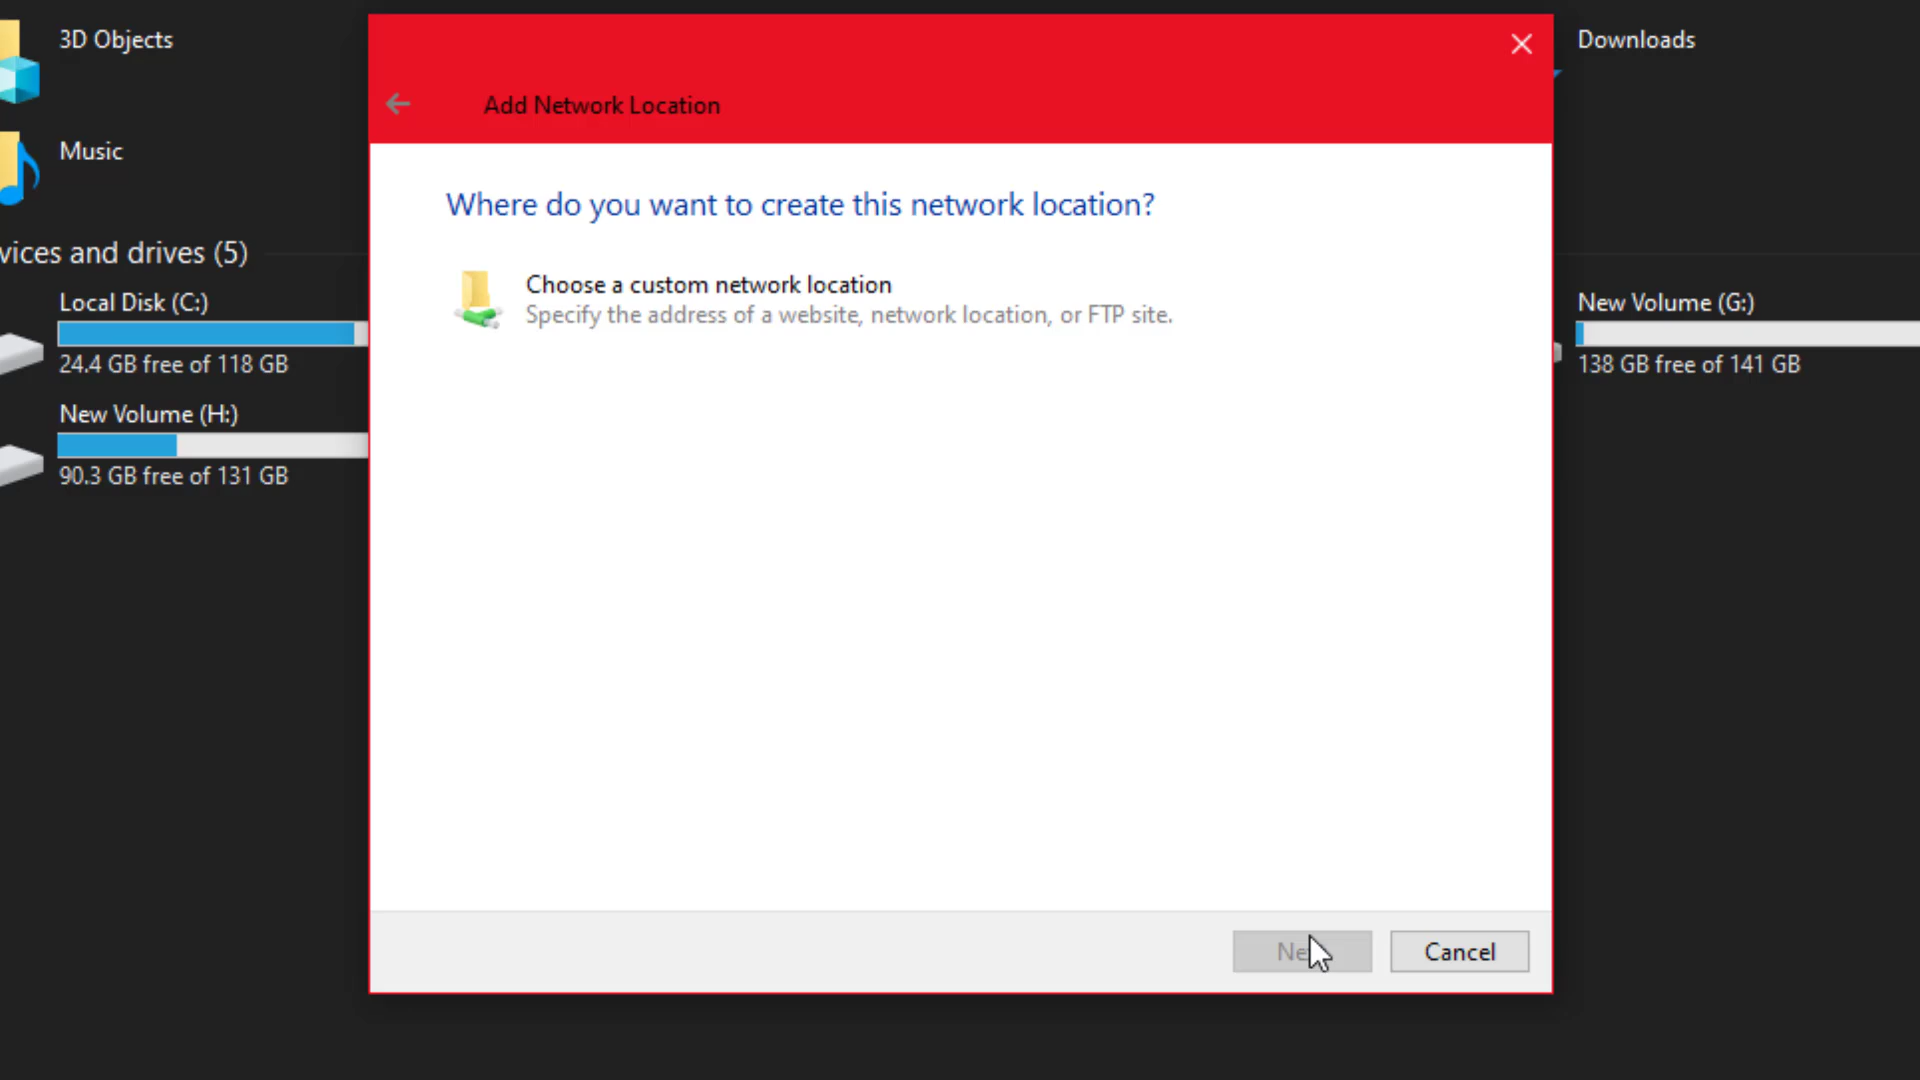 3D Objects
Downloads
Add Network Location
Music
Where do you want to create this network location?
vices and drives (5)
Choose a custom network location
Specify the address of a website, network location, or FTP site.
Local Disk (C:)
24.4 GB free of 118 GB
New Volume (G:)
138 GB free of 141 GB
New Volume (H:)
90.3 GB free of 131 GB
Cancel